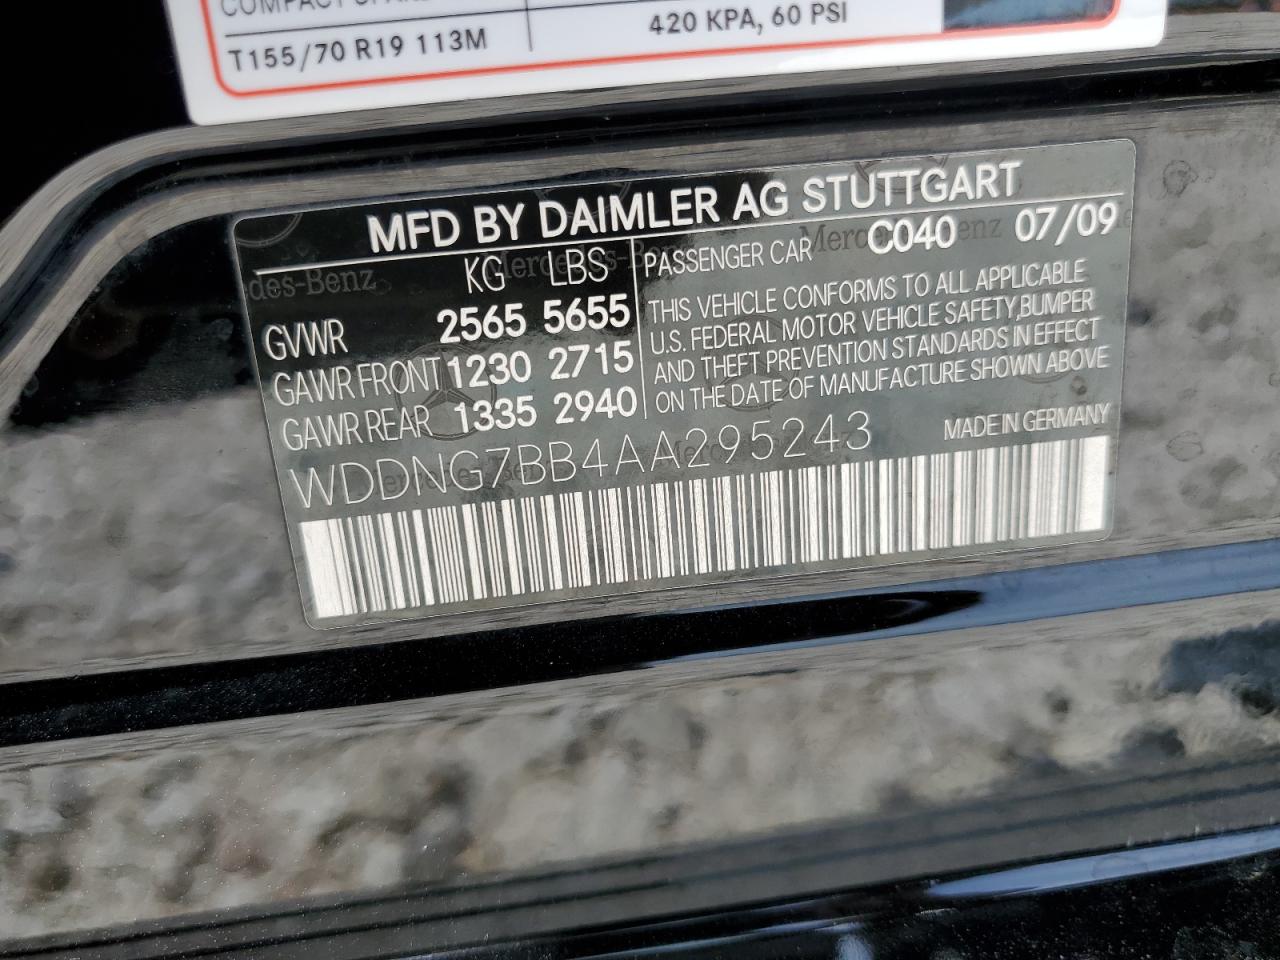 COMPACT
T155/70 R19 113M
420 KPA, 60 PSI
MFD BY DAIMLER AG STUTTGART
KG LBS
PASSENGER CAR C040 07/09
GVWR 2565 5655
GAWR FRONT 1230 2715
GAWR REAR 1335 2940
THIS VEHICLE CONFORMS TO ALL APPLICABLE
U.S. FEDERAL MOTOR VEHICLE SAFETY,BUMPER
AND THEFT PREVENTION STANDARDS IN EFFECT
ON THE DATE OF MANUFACTURE SHOWN ABOVE
WDDNG7BB4AA295243
MADE IN GERMANY